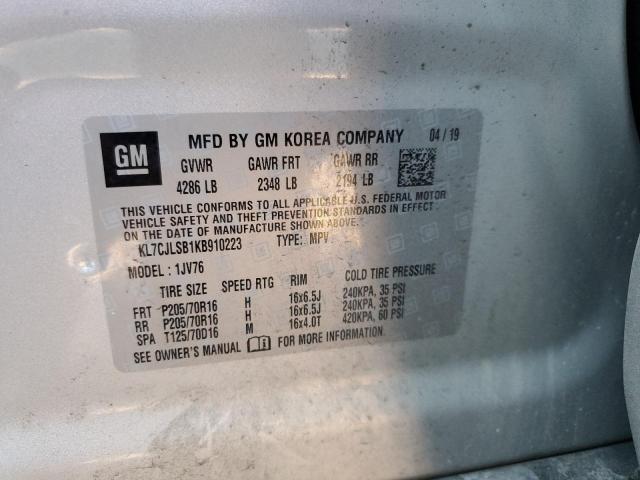 GM
MFD BY GM KOREA COMPANY 04/19
GVWR GAWR FRT GAWR RR
4286 LB 2348 LB 2194 LB
THIS VEHICLE CONFORMS TO ALL APPLICABLE U.S. FEDERAL MOTOR
VEHICLE SAFETY AND THEFT PREVENTION STANDARDS IN EFFECT
ON THE DATE OF MANUFACTURE SHOWN ABOVE.
KL7CJLSB1KB910223 TYPE: MPV
MODEL: 1JV76
TIRE SIZE SPEED RTG RIM COLD TIRE PRESSURE
FRT P205/70R16 H 16x6.5J 240KPA, 35 PSI
RR P205/70R16 H 16x6.5J 240KPA, 35 PSI
SPA T125/70D16 M 16x4.0T 420KPA, 60 PSI
SEE OWNER'S MANUAL FOR MORE INFORMATION